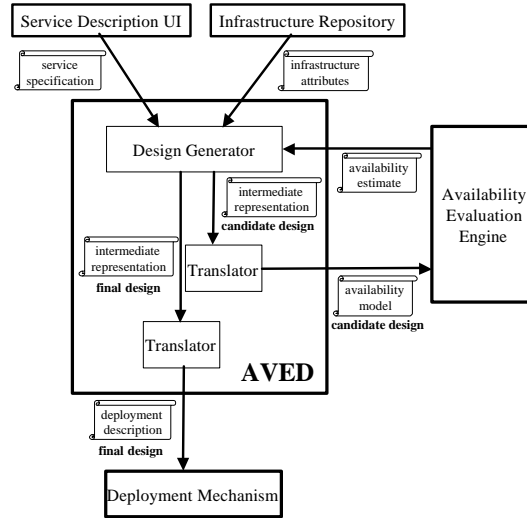 Service Description UI
Infrastructure Repository
service
specification
infrastructure
attributes
Design Generator
availability
estimate
Availability
Evaluation
Engine
intermediate
representation
candidate design
intermediate
representation
final design
Translator
availability
model
candidate design
Translator
AVED
deployment
description
final design
Deployment Mechanism